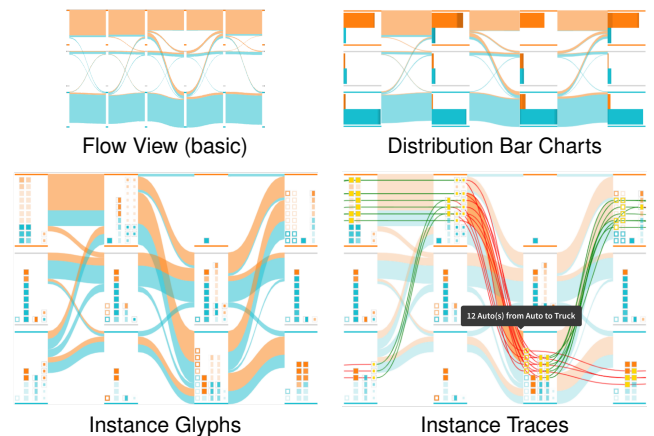 Flow View (basic)
Distribution Bar Charts
12 Auto(s) from Auto to Truck
Instance Glyphs
Instance Traces